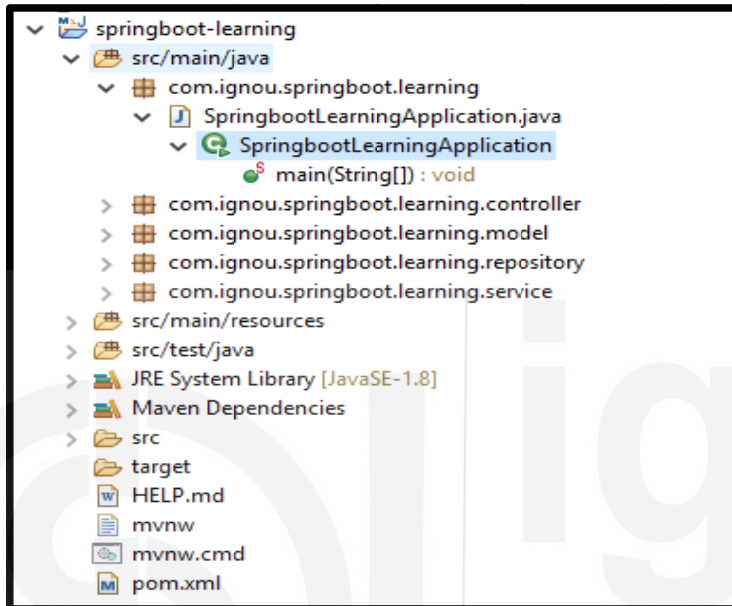 springboot-learning
src/main/java
com.ignou.springboot.learning
SpringbootLearningApplication.java
SpringbootLearningApplication
main(String[]) : void
com.ignou.springboot.learning.controller
com.ignou.springboot.learning.model
com.ignou.springboot.learning.repository
com.ignou.springboot.learning.service
src/main/resources
src/test/java
JRE System Library [JavaSE-1.8]
Maven Dependencies
src
target
HELP.md
mvnw
mvnw.cmd
pom.xml